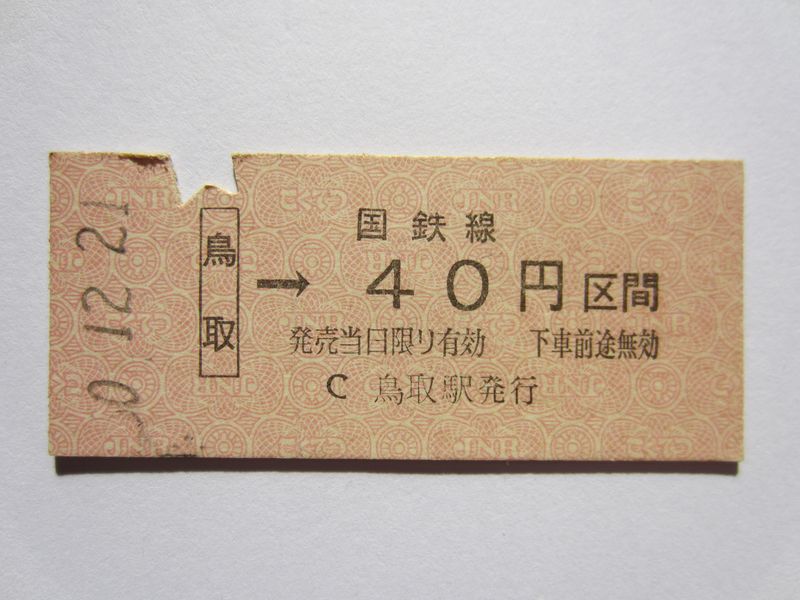 鳥取
国鉄線
→ 40円区間
発売当日限り有効 下車前途無効
C 鳥取駅発行
0.12.21